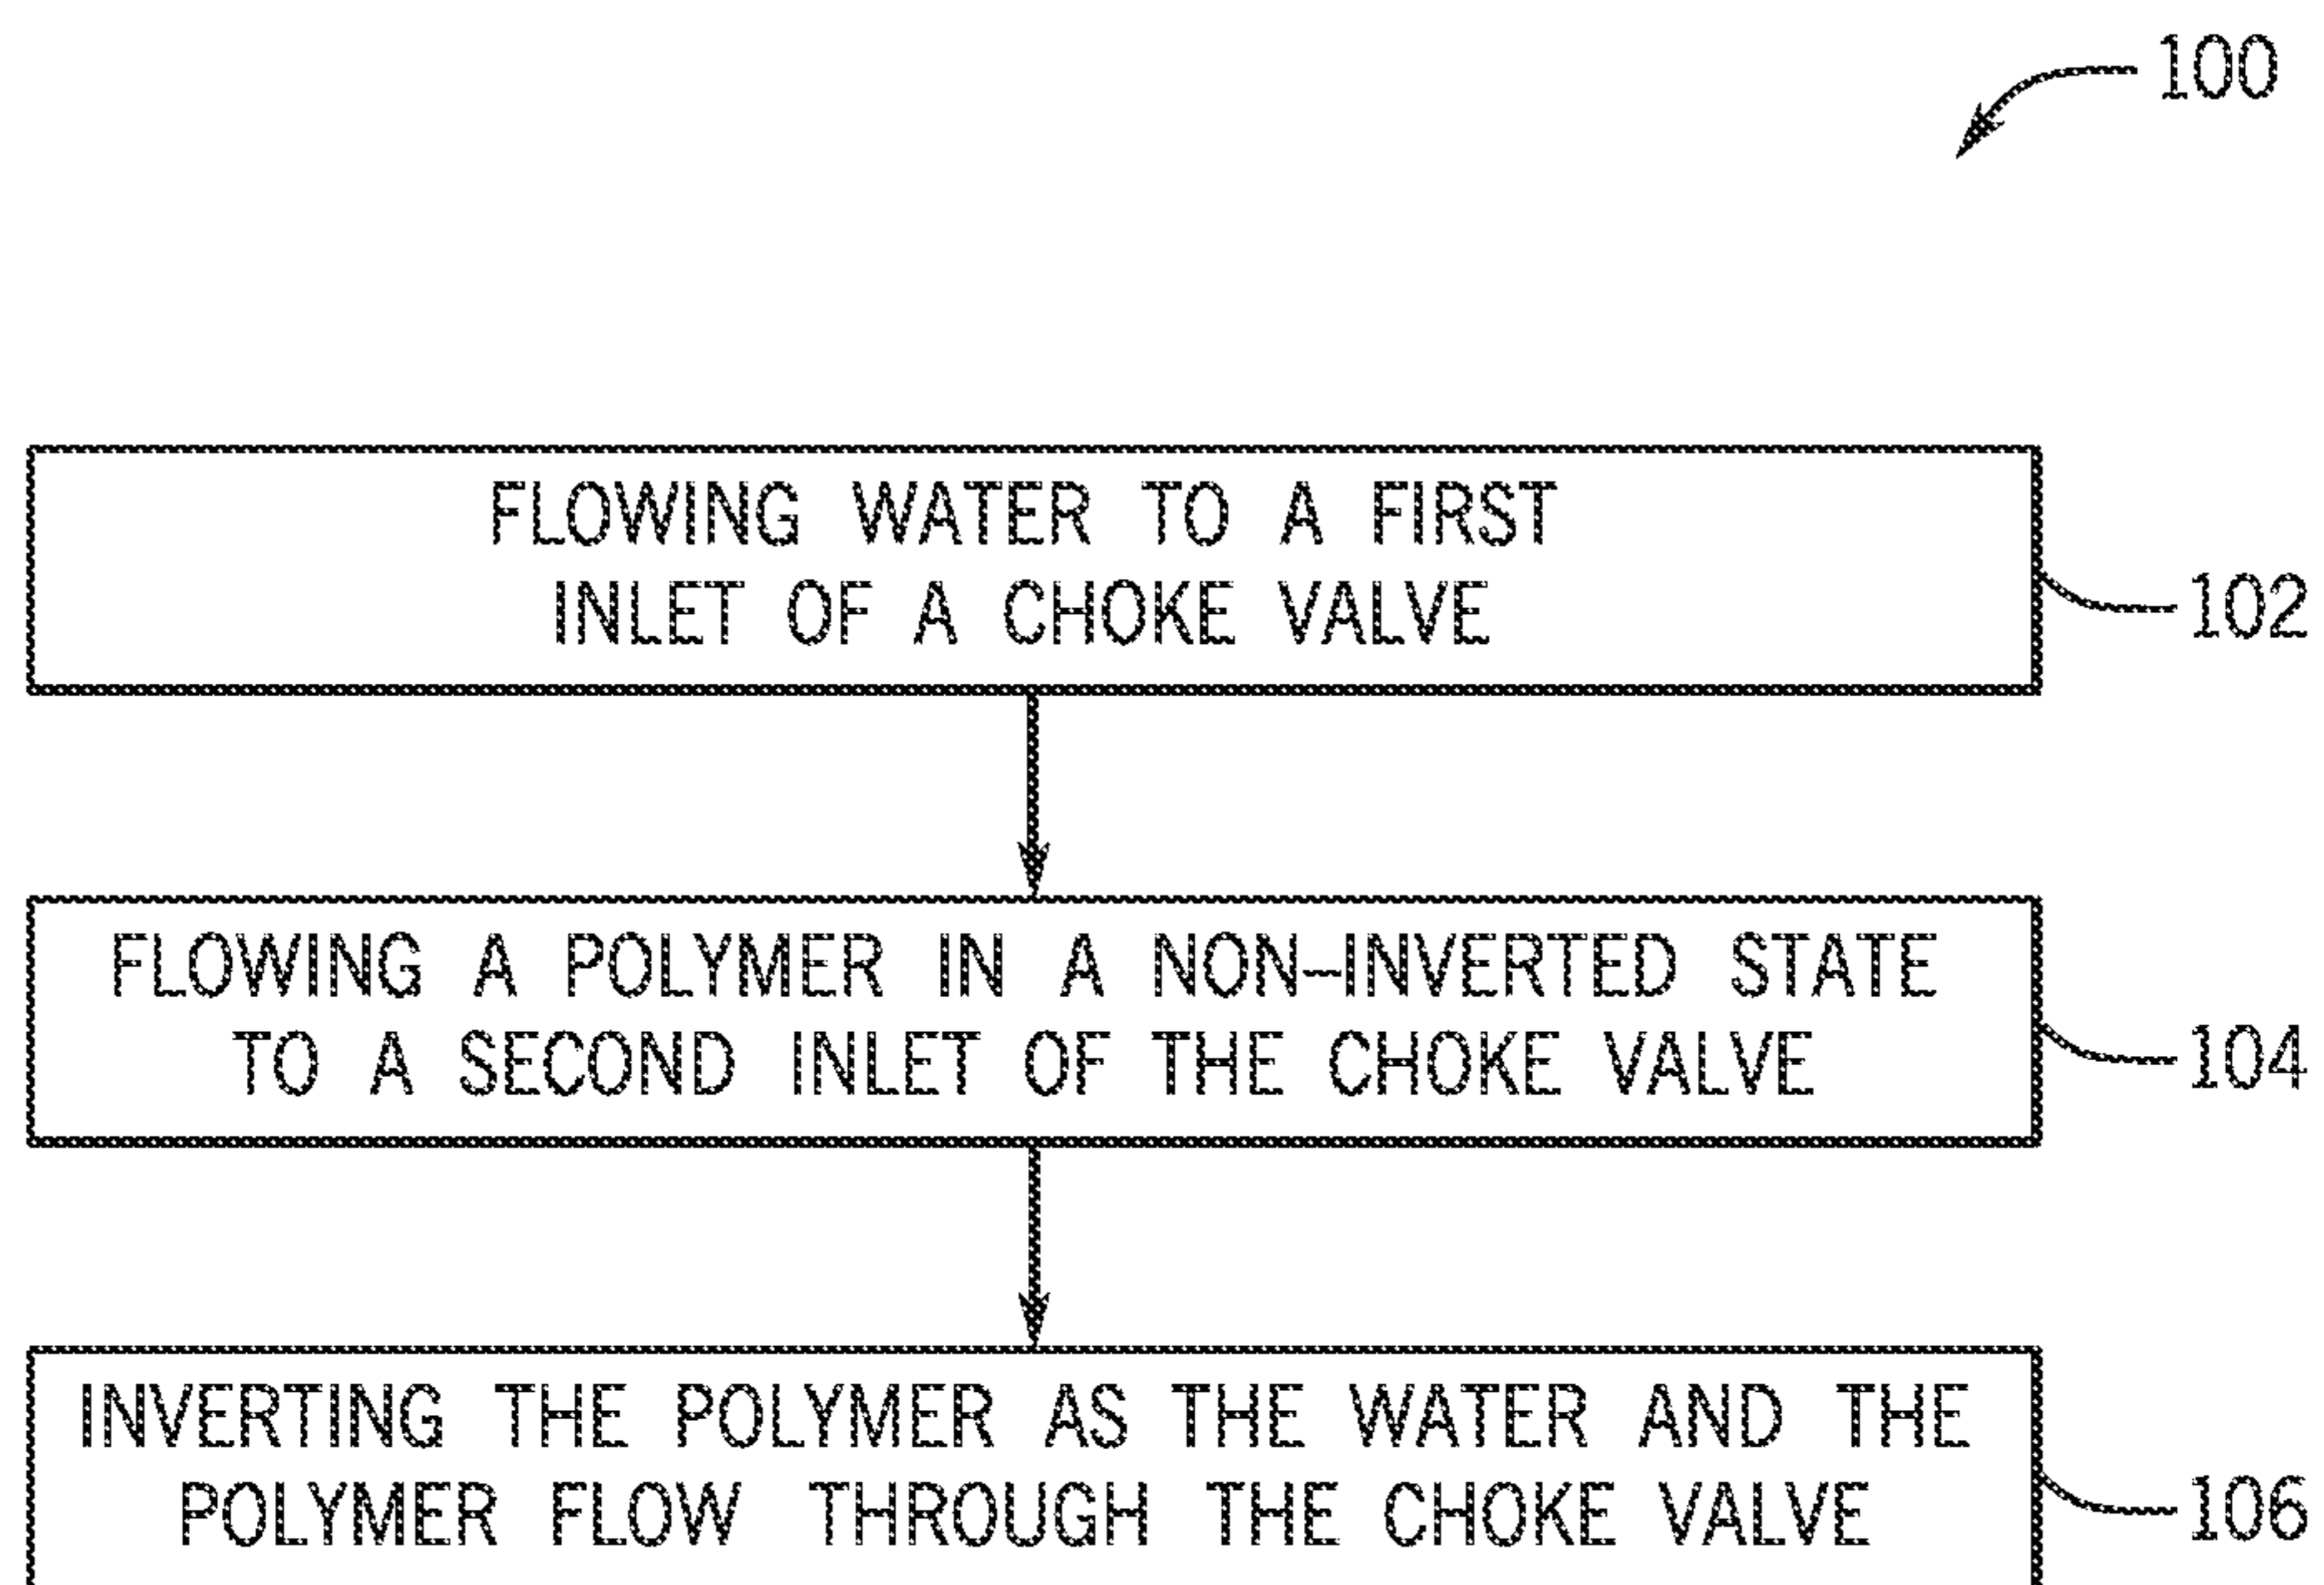 100
FLOWING WATER TO A FIRST
INLET OF A CHOKE VALVE
102
FLOWING A POLYMER IN A NON-INVERTED STATE
TO A SECOND INLET OF THE CHOKE VALVE
104
INVERTING THE POLYMER AS THE WATER AND THE
POLYMER FLOW THROUGH THE CHOKE VALVE
106